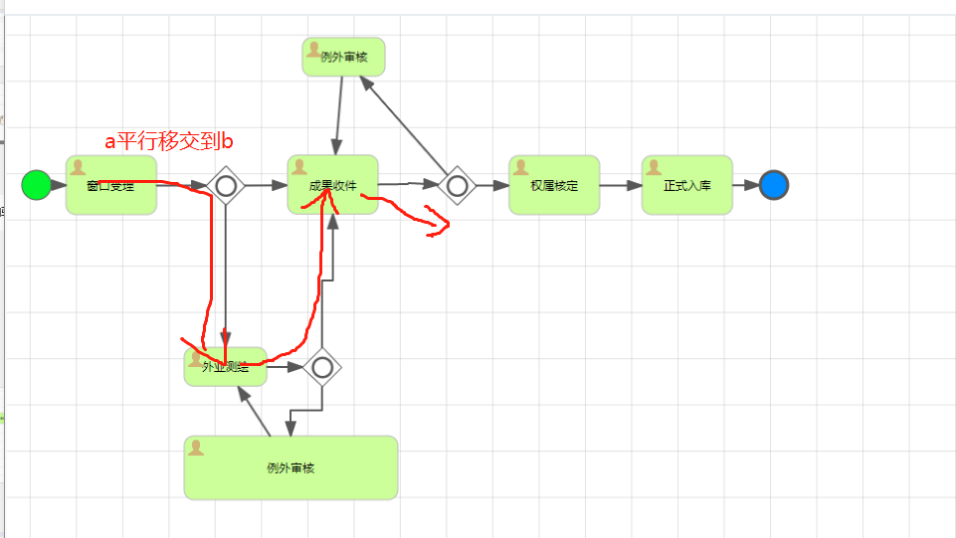 例外审核
a平行移交到b
窗口受理
成果收件
权属核定
正式入库
外业测绘
例外审核